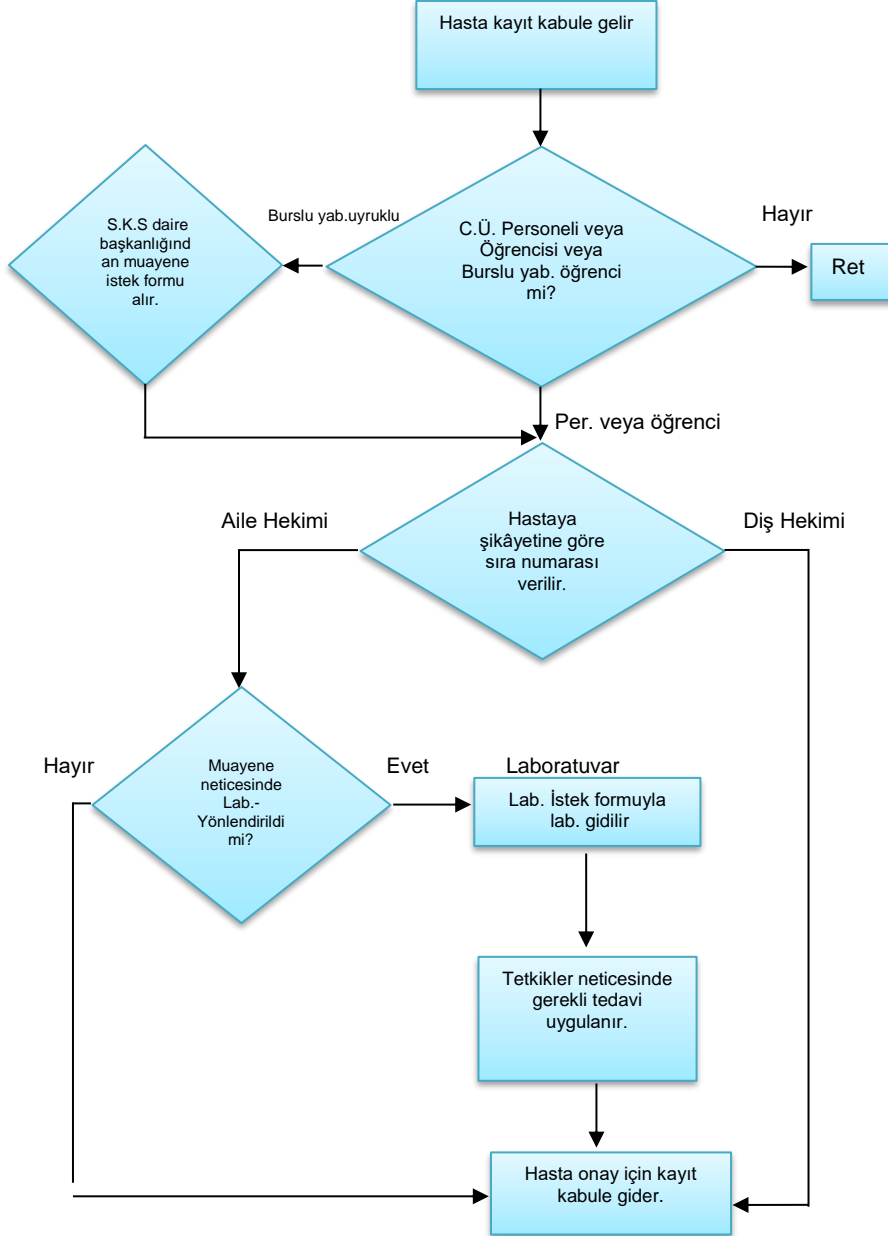 Hasta kayıt kabule gelir
Burslu yab.uyruklu
Hayır
S.K.S daire
başkanlığınd
an muayene
istek formu
alır.
C.Ü. Personeli veya
Öğrencisi veya
Burslu yab. öğrenci
mi?
Ret
Per. veya öğrenci
Aile Hekimi
Hastaya
şikâyetine göre
sıra numarası
verilir.
Diş Hekimi
Hayır
Muayene
neticesinde
Lab.-
Yönlendirildi
mi?
Evet
Laboratuvar
Lab. İstek formuyla
lab. gidilir
Tetkikler neticesinde
gerekli tedavi
uygulanır.
Hasta onay için kayıt
kabule gider.